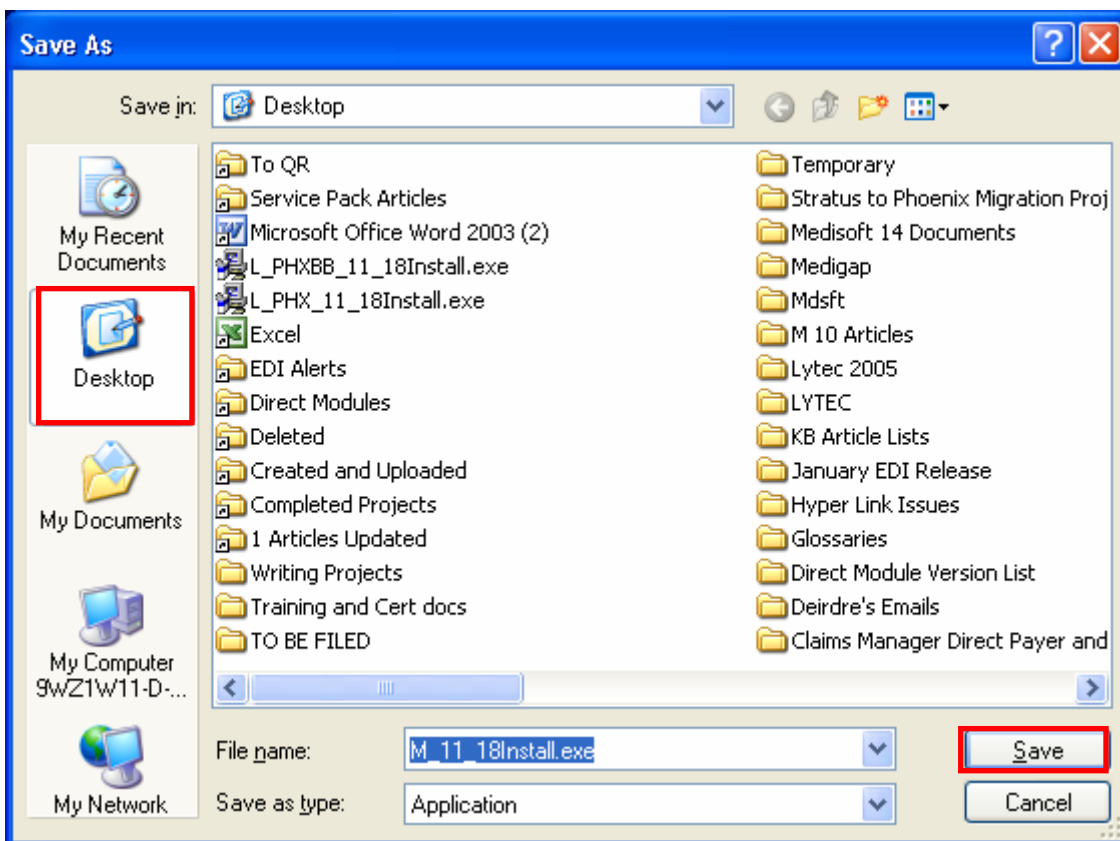 Save As
Save in:
Desktop
My Recent
Documents
Desktop
My Documents
My Computer
9WZ1W11-D-...
My Network
To QR
Service Pack Articles
Microsoft Office Word 2003 (2)
L_PHXBB_11_18Install.exe
L_PHX_11_18Install.exe
Excel
EDI Alerts
Direct Modules
Deleted
Created and Uploaded
Completed Projects
1 Articles Updated
Writing Projects
Training and Cert docs
TO BE FILED
Temporary
Stratus to Phoenix Migration Proj
Medisoft 14 Documents
Medigap
Mdsft
M 10 Articles
Lytec 2005
LYTEC
KB Article Lists
January EDI Release
Hyper Link Issues
Glossaries
Direct Module Version List
Deirdre's Emails
Claims Manager Direct Payer and
File name:
M_11_18Install.exe
Save
Save as type:
Application
Cancel